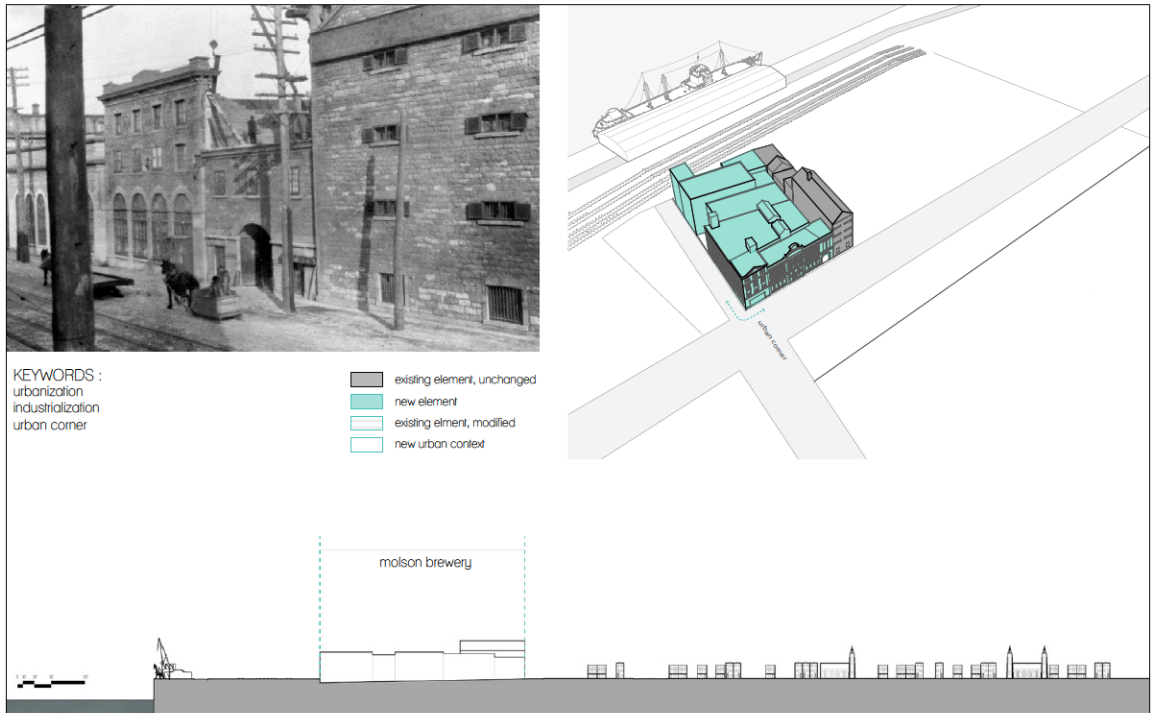 KEYWORDS :
urbanization
industrialization
urban corner
existing element, unchanged
new element
existing elment, modified
new urban context
urban corner
molson brewery